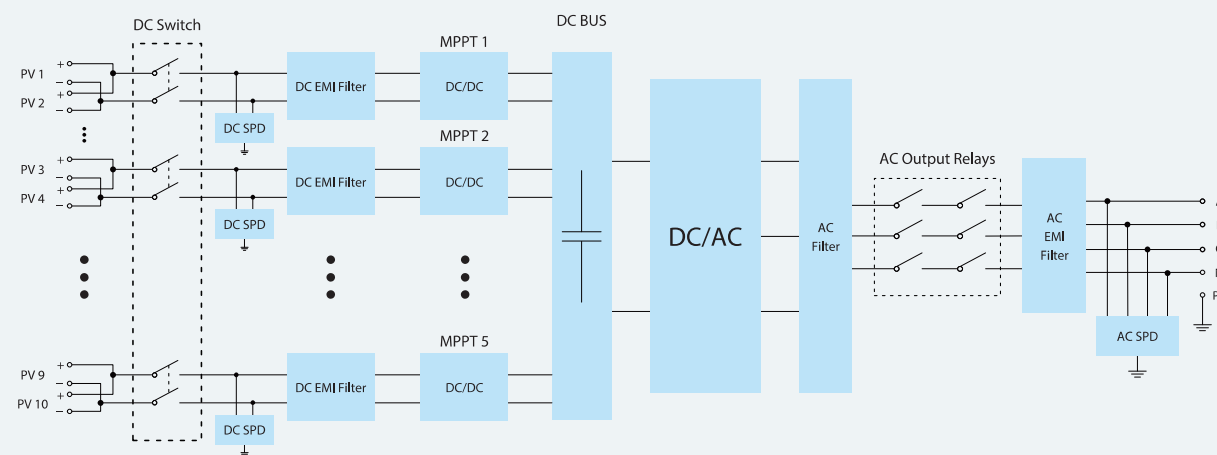 DC Switch
DC BUS
MPPT 1
PV 1
+
−
PV 2
+
−
DC EMI Filter
DC/DC
DC SPD
MPPT 2
PV 3
+
−
PV 4
+
−
DC EMI Filter
DC/DC
DC SPD
DC/AC
AC
Filter
AC Output Relays
AC
EMI
Filter
AC SPD
MPPT 5
PV 9
+
−
PV 10
+
−
DC EMI Filter
DC/DC
DC SPD